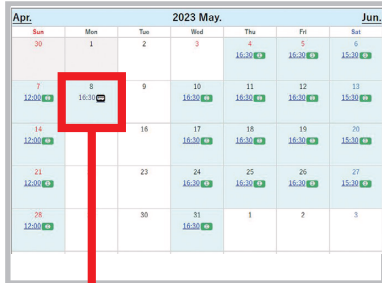 Apr. 2023 May. Jun.
Sun Mon Tue Wed Thu Fri Sat
30 1 2 3 4 5 6
16:30 16:30 15:30
7 8 9 10 11 12 13
12:00 16:30 16:30 16:30 16:30 15:30
14 16 17 18 19 20
12:00 16:30 16:30 16:30 15:30
21 23 24 25 26 27
12:00 16:30 16:30 16:30 15:30
28 30 31 1 2 3
12:00 16:30